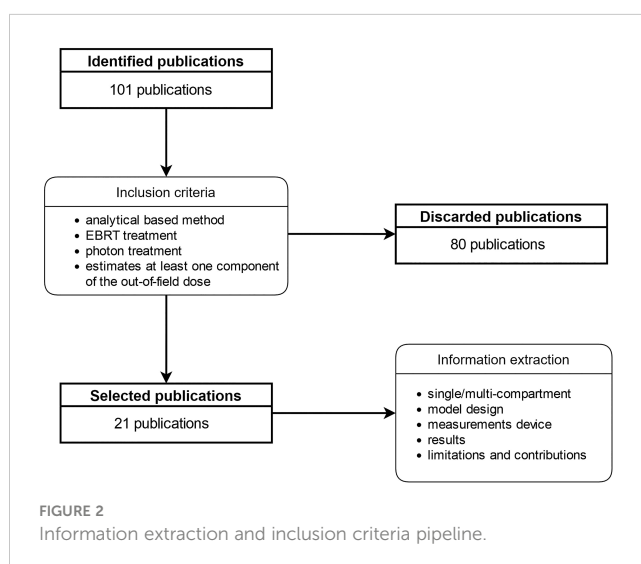 Identified publications
101 publications
Inclusion criteria
• analytical based method
• EBRT treatment
• photon treatment
• estimates at least one component
of the out-of-field dose
Discarded publications
80 publications
Selected publications
21 publications
Information extraction
• single/multi-compartment
• model design
• measurements device
• results
• limitations and contributions
FIGURE 2
Information extraction and inclusion criteria pipeline.